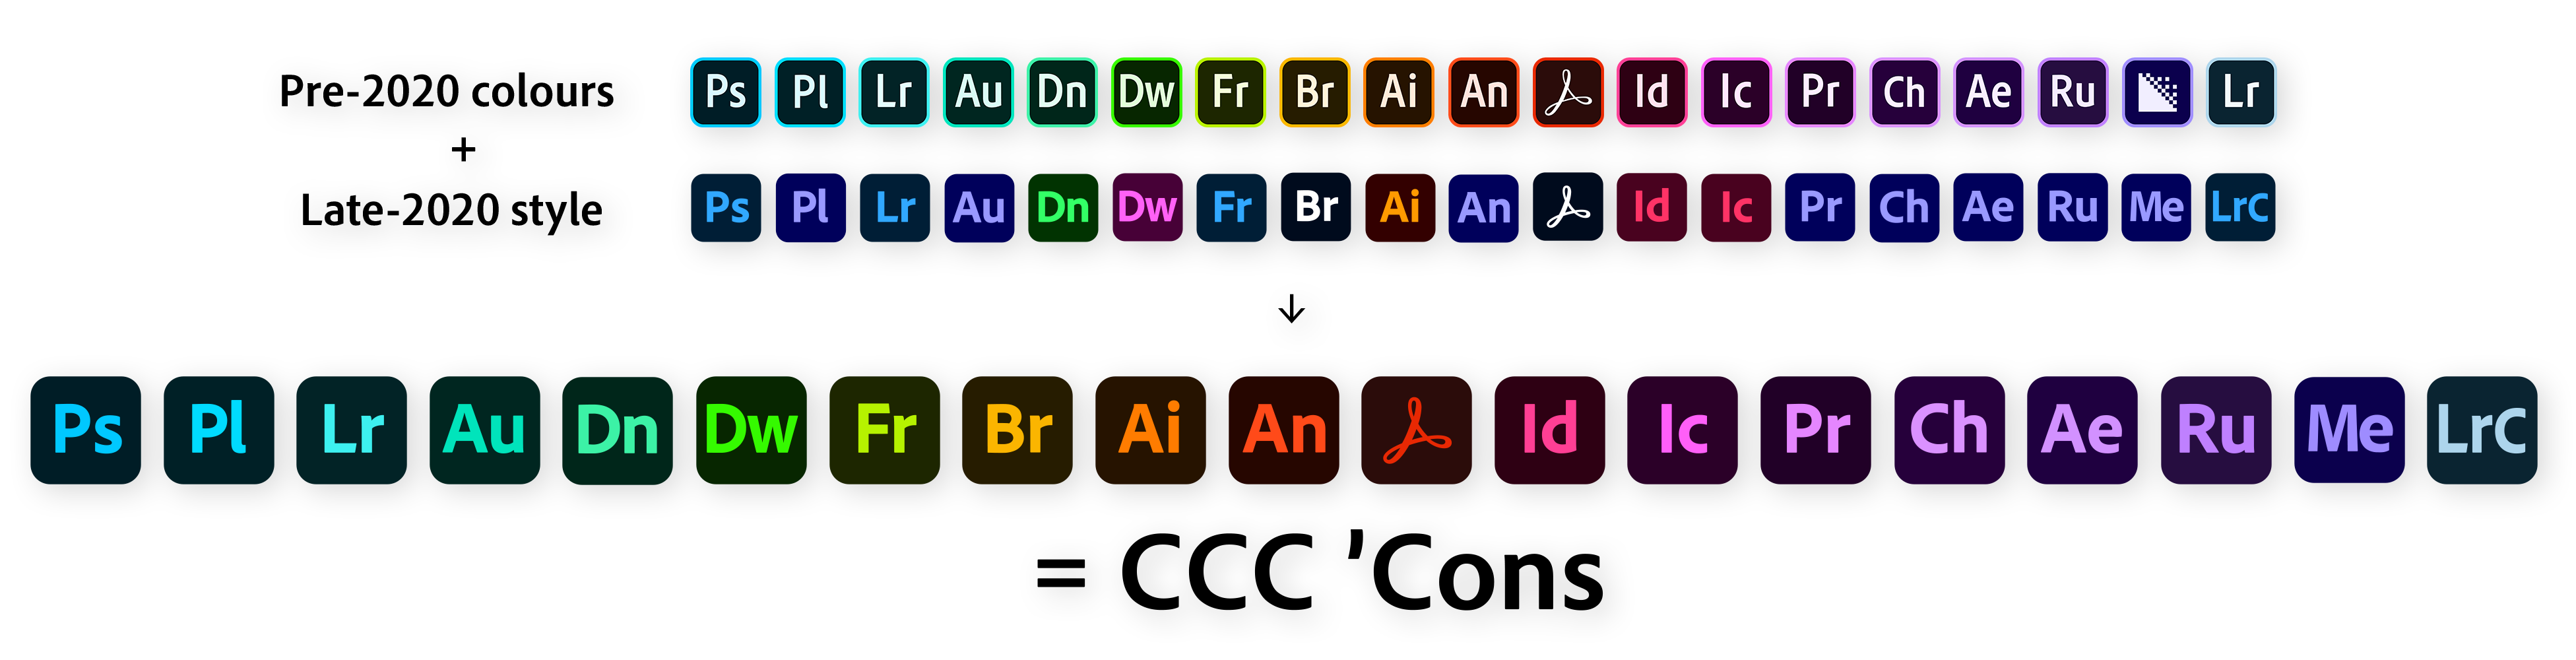 Pre-2020 colours
Ps Pl Lr Au Dn Dw Fr Br Ai An Id Ic Pr Ch Ae Ru Lr
+
Late-2020 style
Ps Pl Lr Au Dn Dw Fr Br Ai An Id Ic Pr Ch Ae Ru Me LrC
↓
Ps Pl Lr Au Dn Dw Fr Br Ai An Id Ic Pr Ch Ae Ru Me LrC
= CCC ’Cons